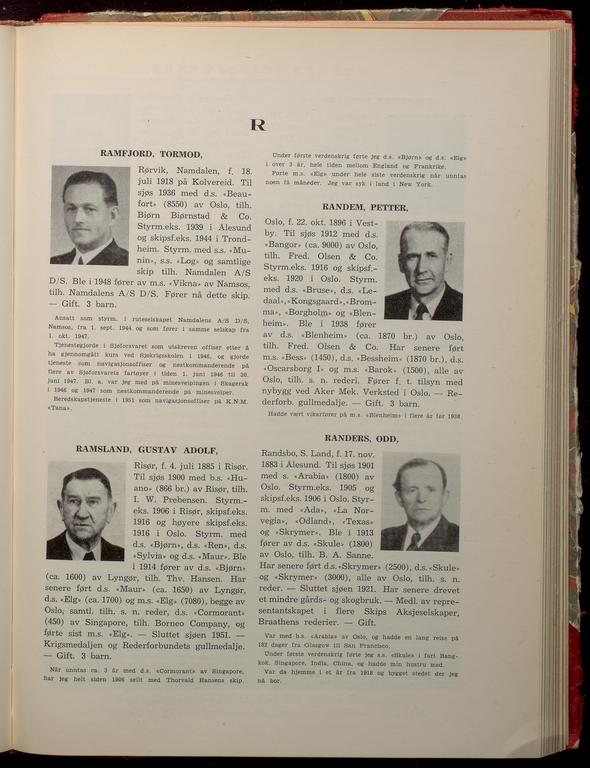 R
RAMFJORD, TORMOD,
Rørvik, Namdalen, f. 18.
juli 1918 på Kolvereid. Til
sjøs 1936 med d.s. «Beau-
fort» (8550) av Oslo, tilh.
Biørn Biørnstad & Co.
Styrm.eks. 1939 i Ålesund
og skipsf.eks. 1944 i Trond-
heim. Styrm. med s.s. «Mu-
nin», s.s. «Log» og samtlige
skip tilh. Namdalen A/S
D/S. Ble i 1948 fører av m.s. «Vikna» av Namsos,
tilh. Namdalens A/S D/S. Fører nå dette skip.
— Gift. 3 barn.
Ansatt som styrm. i ruteselskapet Namdalens A/S D/S,
Namsos, fra 1. sept. 1944 og som fører i samme selskap fra
1. okt. 1947.
Tjenestegjorde i Sjøforsvaret som utskreven offiser etter å
ha gjennomgått kurs ved Sjøkrigsskolen i 1946, og gjorde
tjeneste som navigasjonsoffiser og nestkommanderende på
flere av Sjøforsvarets fartøyer i tiden 1. juni 1946 til 20.
juni 1947. Bl. a. var jeg med på minesveipingen i Skagerak
i 1946 og 1947 som nestkommanderende på minesveiper.
Beredskapstjeneste i 1951 som navigasjonsoffiser på K.N.M.
«Tana».
RAMSLAND, GUSTAV ADOLF,
Risør, f. 4. juli 1885 i Risør.
Til sjøs 1900 med b.s. «Hu-
ano» (866 br.) av Risør, tilh.
I. W. Prebensen. Styrm.-
eks. 1906 i Risør, skipsf.eks.
1916 og høyere skipsf.eks.
1916 i Oslo. Styrm. med
d.s. «Bjørn», d.s. «Ren», d.s.
«Sylvia» og d.s. «Maur». Ble
i 1914 fører av d.s. «Bjørn»
(ca. 1600) av Lyngør, tilh. Thv. Hansen. Har
senere ført d.s. «Maur» (ca. 1650) av Lyngør,
d.s. «Elg» (ca. 1700) og m.s. «Elg» (7080), begge av
Oslo, samtl. tilh. s. n. reder, d.s. «Cormorant»
(450) av Singapore, tilh. Borneo Company, og
førte sist m.s. «Elg». — Sluttet sjøen 1951. —
Krigsmedaljen og Rederforbundets gullmedalje.
— Gift. 3 barn.
Når unntas ca. 3 år med d.s. «Cormorant» av Singapore,
har jeg helt siden 1908 seilt med Thorvald Hansens skip.
Under første verdenskrig førte jeg d.s. «Bjørn» og d.s. «Elg»
i over 3 år, hele tiden mellom England og Frankrike.
Førte m.s. «Elg» under hele siste verdenskrig når unntas
noen få måneder. Jeg var syk i land i New York.
RANDEM, PETTER,
Oslo, f. 22. okt. 1896 i Vest-
by. Til sjøs 1912 med d.s.
«Bangor» (ca. 9000) av Oslo,
tilh. Fred. Olsen & Co.
Styrm.eks. 1916 og skipsf.-
eks. 1920 i Oslo. Styrm.
med d.s. «Bruse», d.s. «Le-
daal», «Kongsgaard», «Brom-
ma», «Borgholm» og «Blen-
heim». Ble i 1938 fører
av d.s. «Blenheim» (ca. 1870 br.) av Oslo,
tilh. Fred. Olsen & Co. Har senere ført
m.s. «Bess» (1450), d.s, «Bessheim» (1870 br.), d.s.
«Oscarsborg I» og m.s. «Barok» (1500), alle av
Oslo, tilh. s. n. rederi. Fører f. t. tilsyn med
nybygg ved Aker Mek. Verksted i Oslo. — Re-
derforb. gullmedalje. — Gift. 3 barn.
Hadde vært vikarfører på m.s. «Blenheim» i flere år før 1938.
RANDERS, ODD,
Randsbo, S. Land, f. 17. nov.
1883 i Ålesund. Til sjøs 1901
med s. «Arabia» (1800) av
Oslo. Styrm.eks. 1905 og
skipsf.eks. 1906 i Oslo. Styr-
m. med «Ada», «La Nor-
vegia», «Odland», «Texas»
og «Skrymer». Ble i 1913
fører av d.s. «Skule» (1800)
av Oslo, tilh. B. A. Sanne.
Har senere ført d.s. «Skrymer» (2500), d.s. «Skule»
og «Skrymer» (3000), alle av Oslo, tilh. s. n.
reder. — Sluttet sjøen 1921. Har senere drevet
et mindre gårds- og skogbruk. — Medl. av repre-
sentantskapet i flere Skips Aksjeselskaper,
Braathens rederier. — Gift.
Var med b.s. «Arabia» av Oslo, og hadde en lang reise på
182 dager fra Glasgow til San Francisco.
Under første verdenskrig førte jeg s.s. «Skule» i fart Bang-
kok, Singapore, India, China, og hadde min hustru med.
Var da hjemme i et år fra 1918 og bygget stedet der jeg
nå bor.